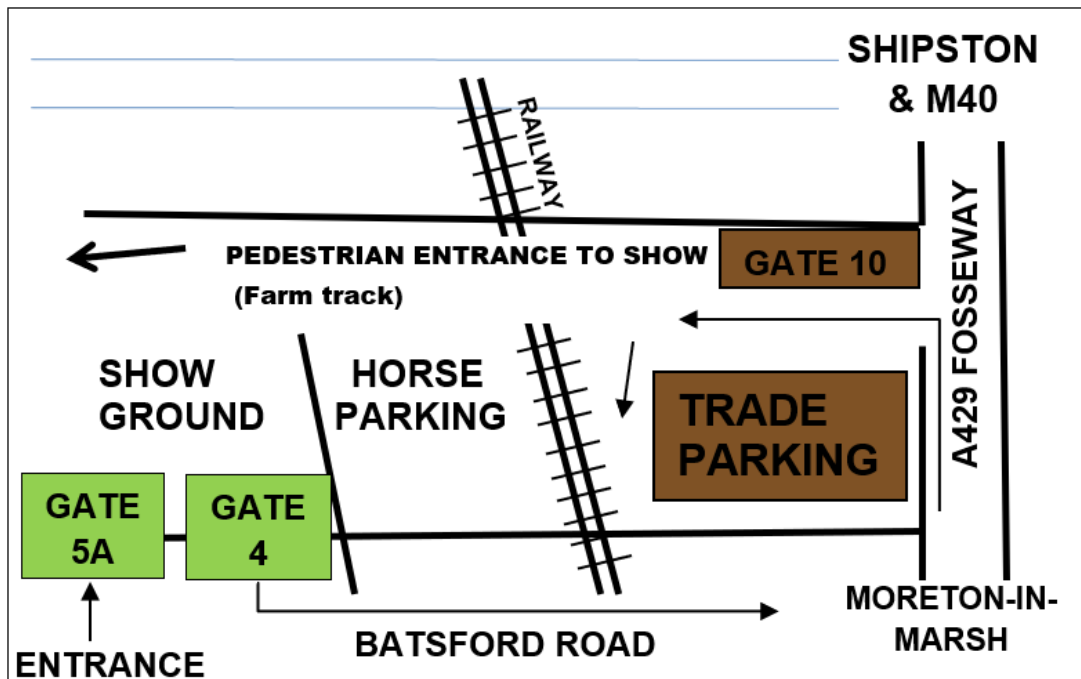 SHIPSTON
& M40
RAILWAY
PEDESTRIAN ENTRANCE TO SHOW
(Farm track)
GATE 10
A429 FOSSEWAY
SHOW
GROUND
HORSE
PARKING
TRADE
PARKING
GATE
5A
GATE
4
ENTRANCE
BATSFORD ROAD
MORETON-IN-
MARSH